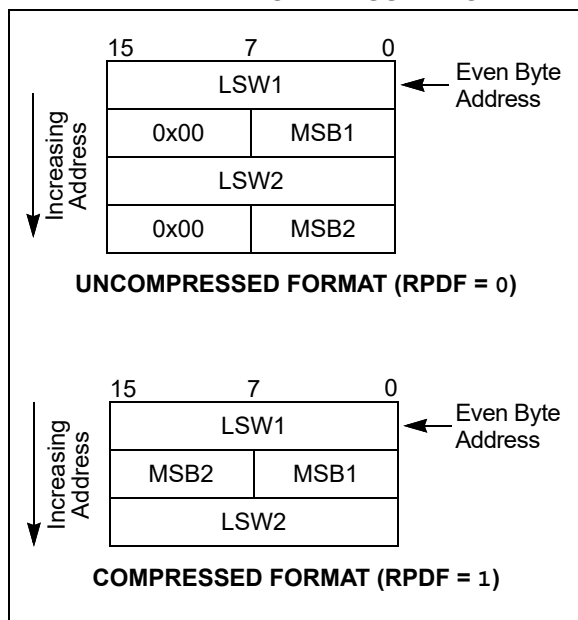 15 7 0
LSW1
Even Byte
Address
0x00 MSB1
LSW2
0x00 MSB2
Increasing
Address
UNCOMPRESSED FORMAT (RPDF = 0)
15 7 0
LSW1
Even Byte
Address
MSB2 MSB1
LSW2
Increasing
Address
COMPRESSED FORMAT (RPDF = 1)